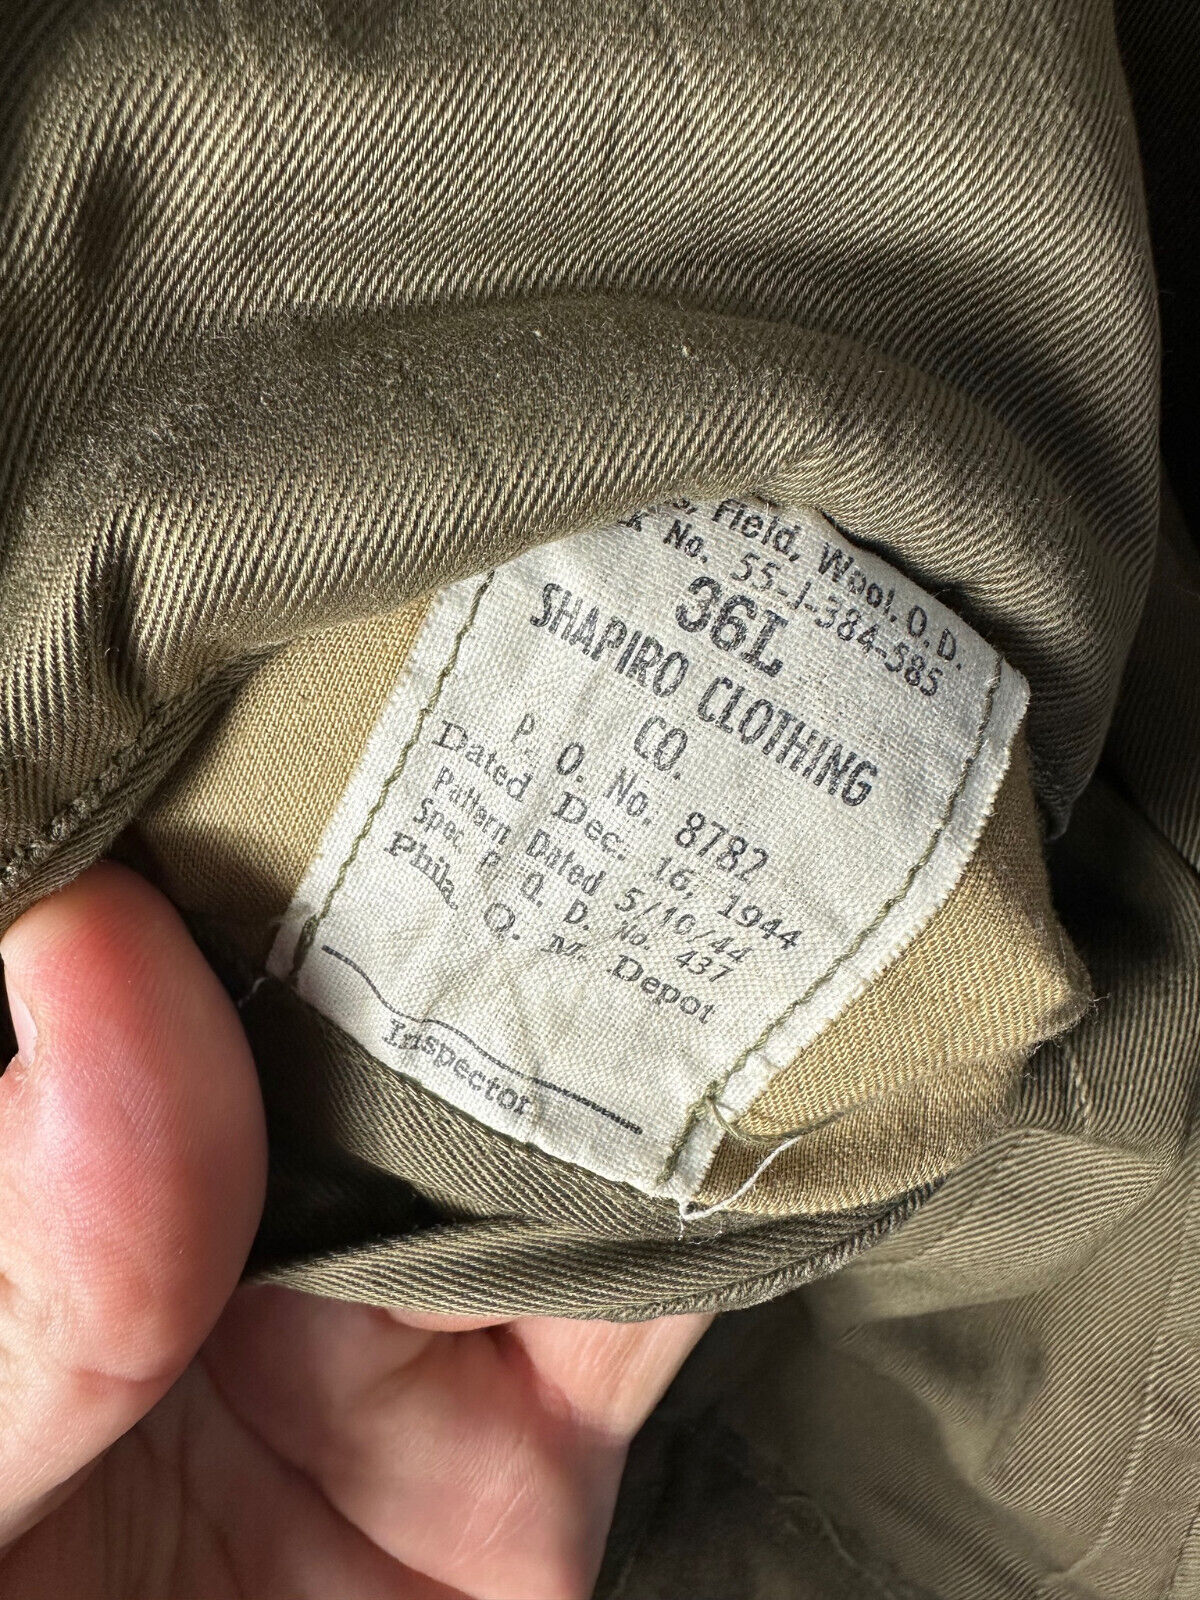 Field, Wool, O.D.
No. 55-J-384-585
36L
SHAPIRO CLOTHING
CO.
P. O. No. 8782
Dated Dec. 16, 1944
Pattern Dated 5/10/44
Spec. P. Q. D. No. 437
Phila. Q. M. Depot
Inspector